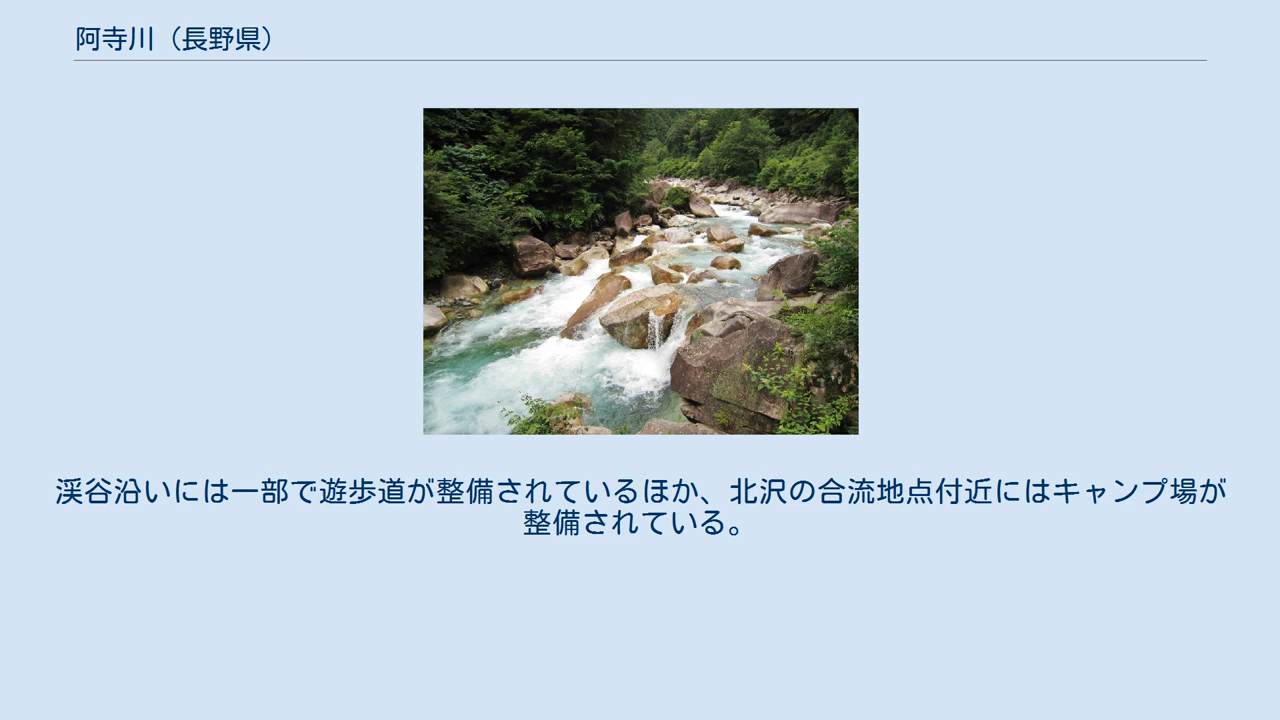 阿寺川（長野県）
渓谷沿いには一部で遊歩道が整備されているほか、北沢の合流地点付近にはキャンプ場が
整備されている。